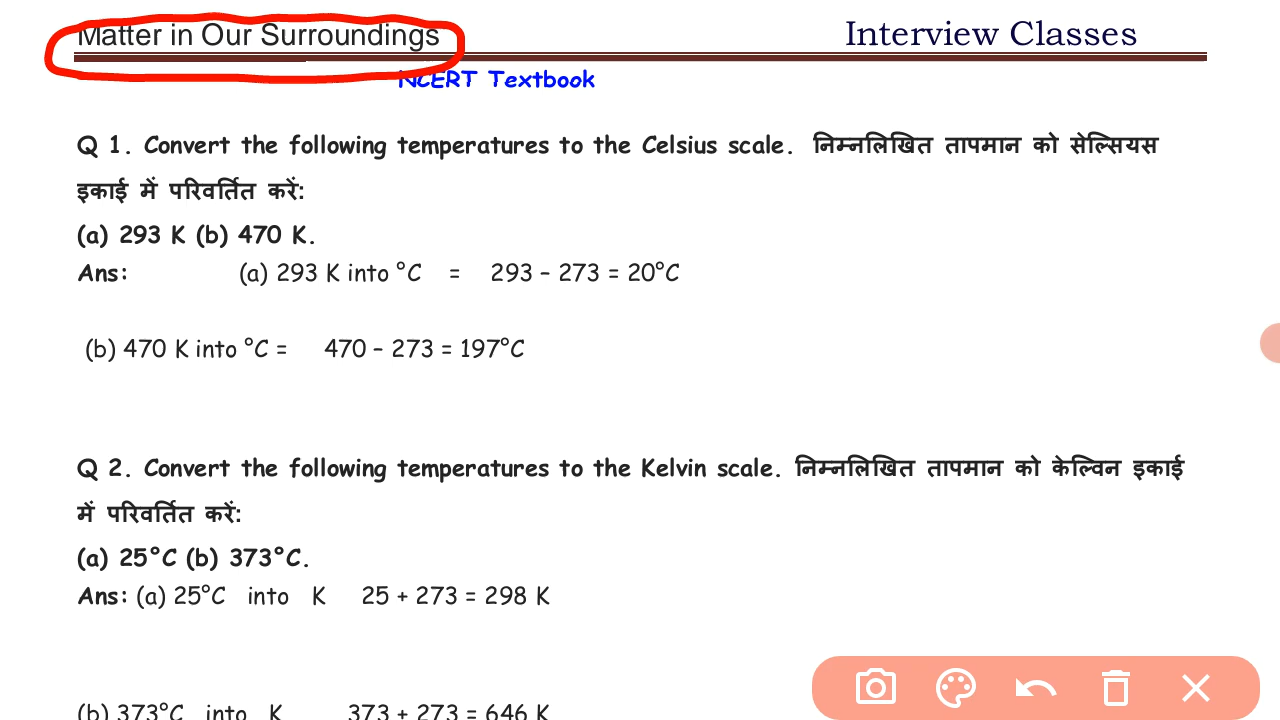 Matter in Our Surroundings Interview Classes
NCERT Textbook
Q 1. Convert the following temperatures to the Celsius scale. निम्नलिखित तापमान को सेल्सियस
इकाई में परिवर्तित करें:
(a) 293 K (b) 470 K.
Ans: (a) 293 K into °C = 293 – 273 = 20°C
(b) 470 K into °C = 470 – 273 = 197°C
Q 2. Convert the following temperatures to the Kelvin scale. निम्नलिखित तापमान को केल्विन इकाई
में परिवर्तित करें:
(a) 25°C (b) 373°C.
Ans: (a) 25°C into K 25 + 273 = 298 K
(b) 373°C into K 373 + 273 = 646 K